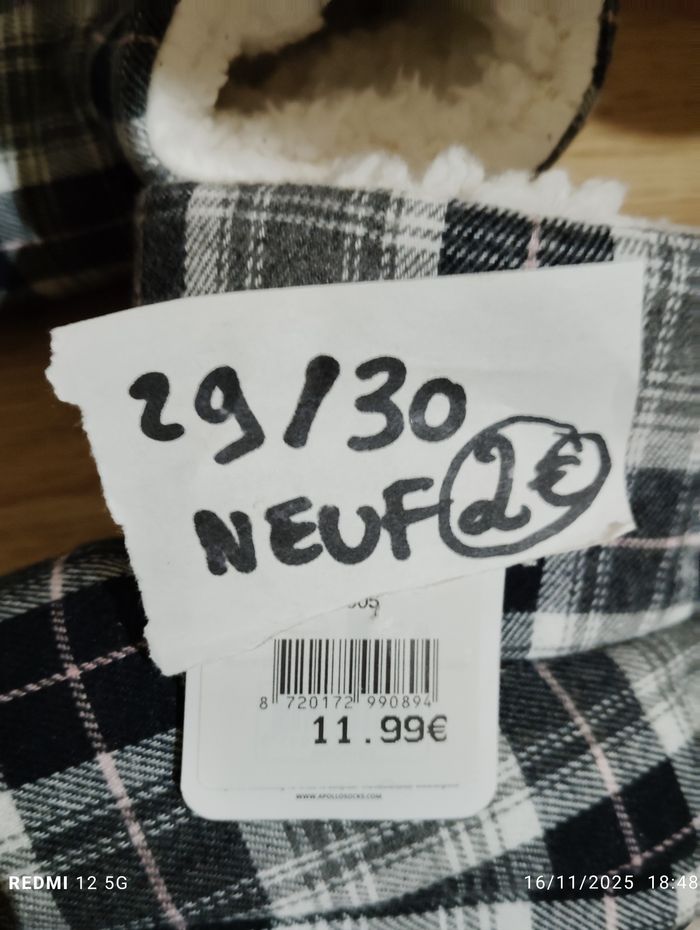 29/30
NEUF 2€
8 720172 990894
11.99€
WWW.APOLLOSOCKS.COM
REDMI 12 5G
16/11/2025 18:48